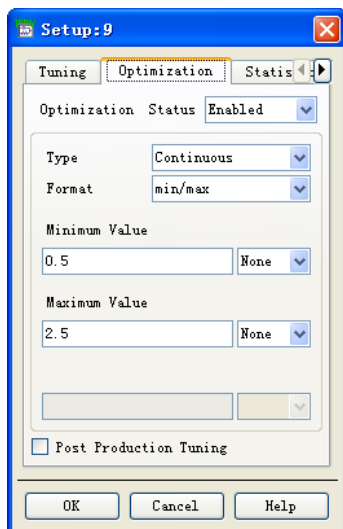 Setup:9
Tuning Optimization Statis
Optimization Status Enabled
Type Continuous
Format min/max
Minimum Value
0.5 None
Maximum Value
2.5 None
Post Production Tuning
OK Cancel Help